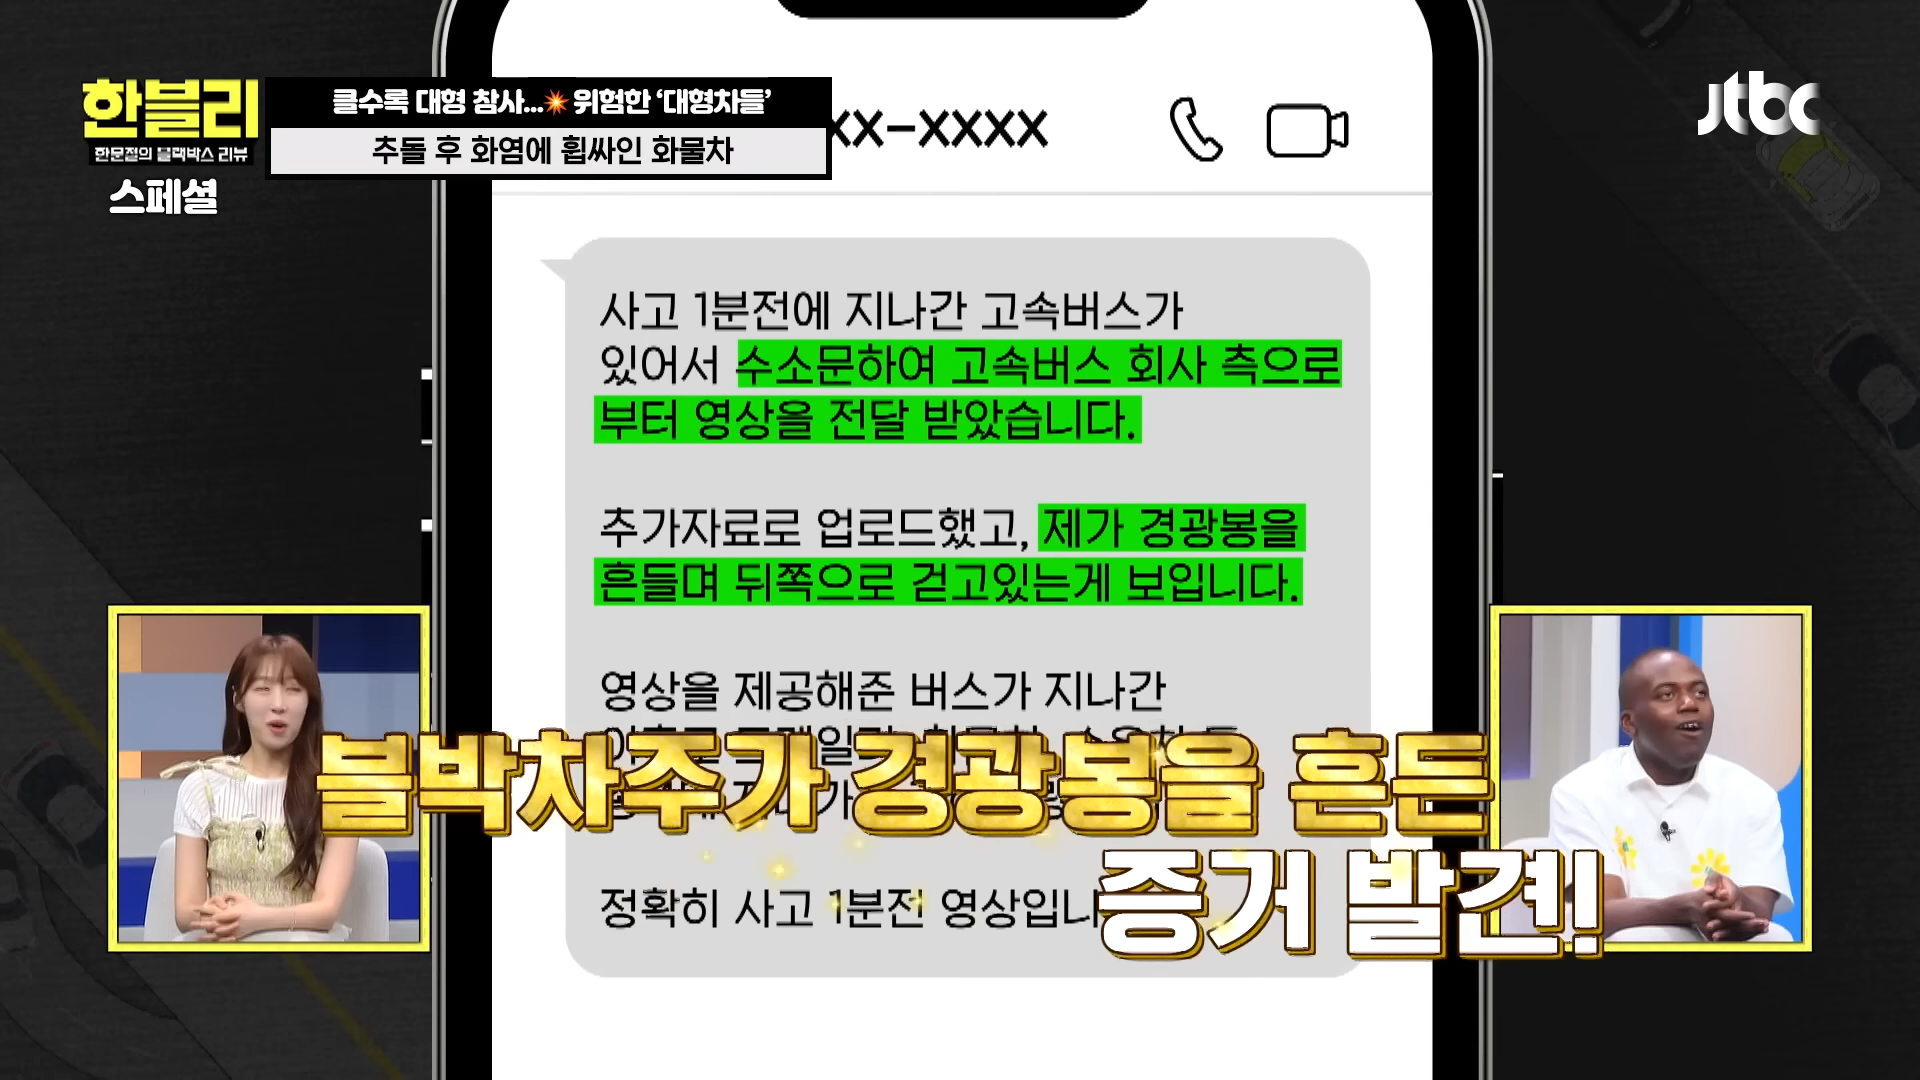 한블리
한문철의 블랙박스 리뷰
스페셜
클수록 대형 참사...💥위험한 ‘대형차들’
추돌 후 화염에 휩싸인 화물차
XX-XXXX
jtbc
사고 1분전에 지나간 고속버스가
있어서 수소문하여 고속버스 회사 측으로
부터 영상을 전달 받았습니다.
추가자료로 업로드했고, 제가 경광봉을
흔들며 뒤쪽으로 걷고있는게 보입니다.
영상을 제공해준 버스가 지나간
정확히 사고 1분전 영상입니
블박차주가 경광봉을 흔든
증거 발견!